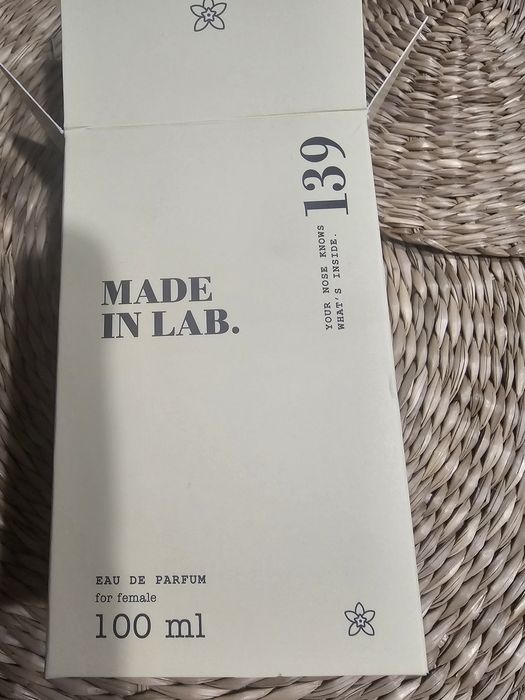 139
YOUR NOSE KNOWS
WHAT'S INSIDE.
MADE
IN LAB.
EAU DE PARFUM
for female
100 ml